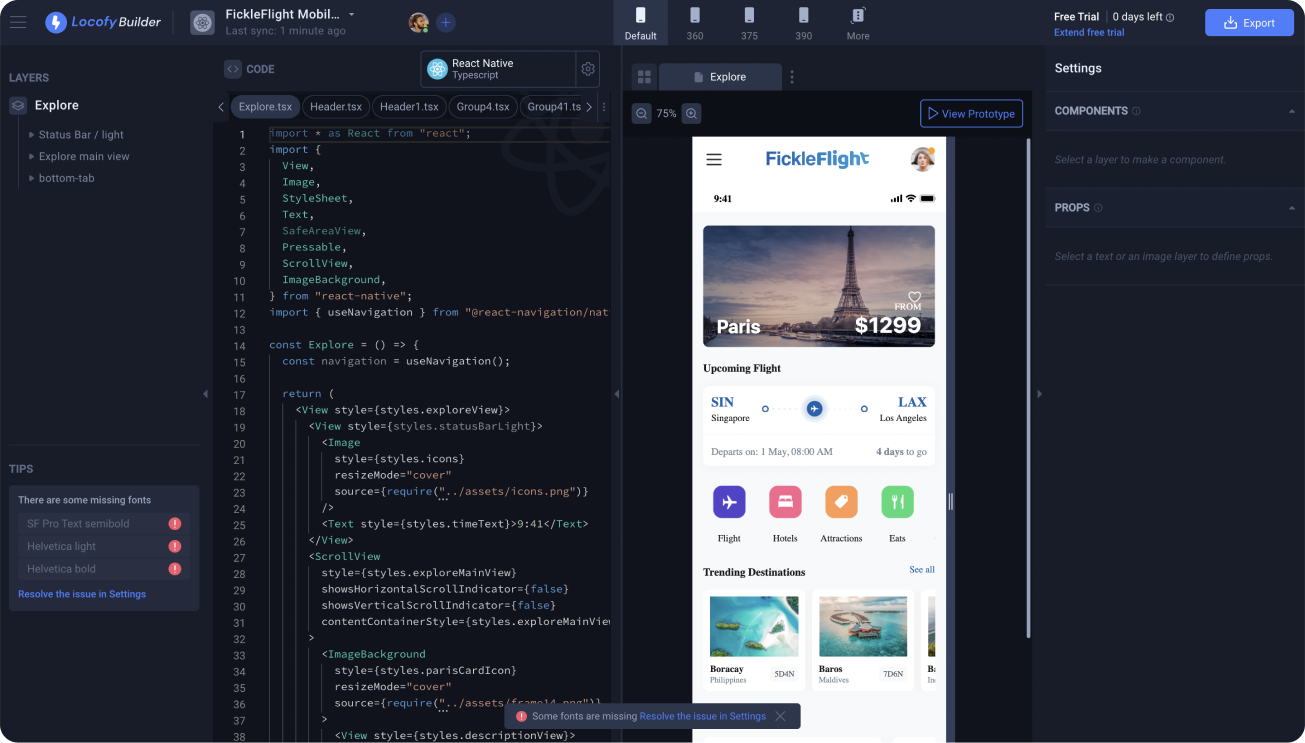 Locofy Builder
FickleFlight Mobil...
Last sync: 1 minute ago
Default
360
375
390
More
Free Trial | 0 days left
Extend free trial
Export
LAYERS
Explore
Status Bar / light
Explore main view
bottom-tab
TIPS
There are some missing fonts
SF Pro Text semibold
Helvetica light
Helvetica bold
Resolve the issue in Settings
<> CODE
React Native
Typescript
Explore.tsx
Header.tsx
Header1.tsx
Group4.tsx
Group41.ts
1 import * as React from "react";
2 import {
3 View,
4 Image,
5 StyleSheet,
6 Text,
7 SafeAreaView,
8 Pressable,
9 ScrollView,
10 ImageBackground,
11 } from "react-native";
12 import { useNavigation } from "@react-navigation/nat
13
14 const Explore = () => {
15 const navigation = useNavigation();
16
17 return (
18 <View style={styles.exploreView}>
19 <View style={styles.statusBarLight}>
20 <Image
21 style={styles.icons}
22 resizeMode="cover"
23 source={require("../assets/icons.png")}
24 />
25 <Text style={styles.timeText}>9:41</Text>
26 </View>
27 <ScrollView
28 style={styles.exploreMainView}
29 showsHorizontalScrollIndicator={false}
30 showsVerticalScrollIndicator={false}
31 contentContainerStyle={styles.exploreMainView
32 >
33 <ImageBackground
34 style={styles.parisCardIcon}
35 resizeMode="cover"
36 source={require("../assets/frame14.png")}
37 >
38 <View style={styles.descriptionView}>
Explore
75%
View Prototype
FickleFlight
9:41
FROM
Paris
$1299
Upcoming Flight
SIN
LAX
Singapore
Los Angeles
Departs on: 1 May, 08:00 AM
4 days to go
Flight
Hotels
Attractions
Eats
Trending Destinations
See all
Boracay
Philippines
5D4N
Baros
Maldives
7D6N
Some fonts are missing Resolve the issue in Settings
Settings
COMPONENTS
Select a layer to make a component.
PROPS
Select a text or an image layer to define props.